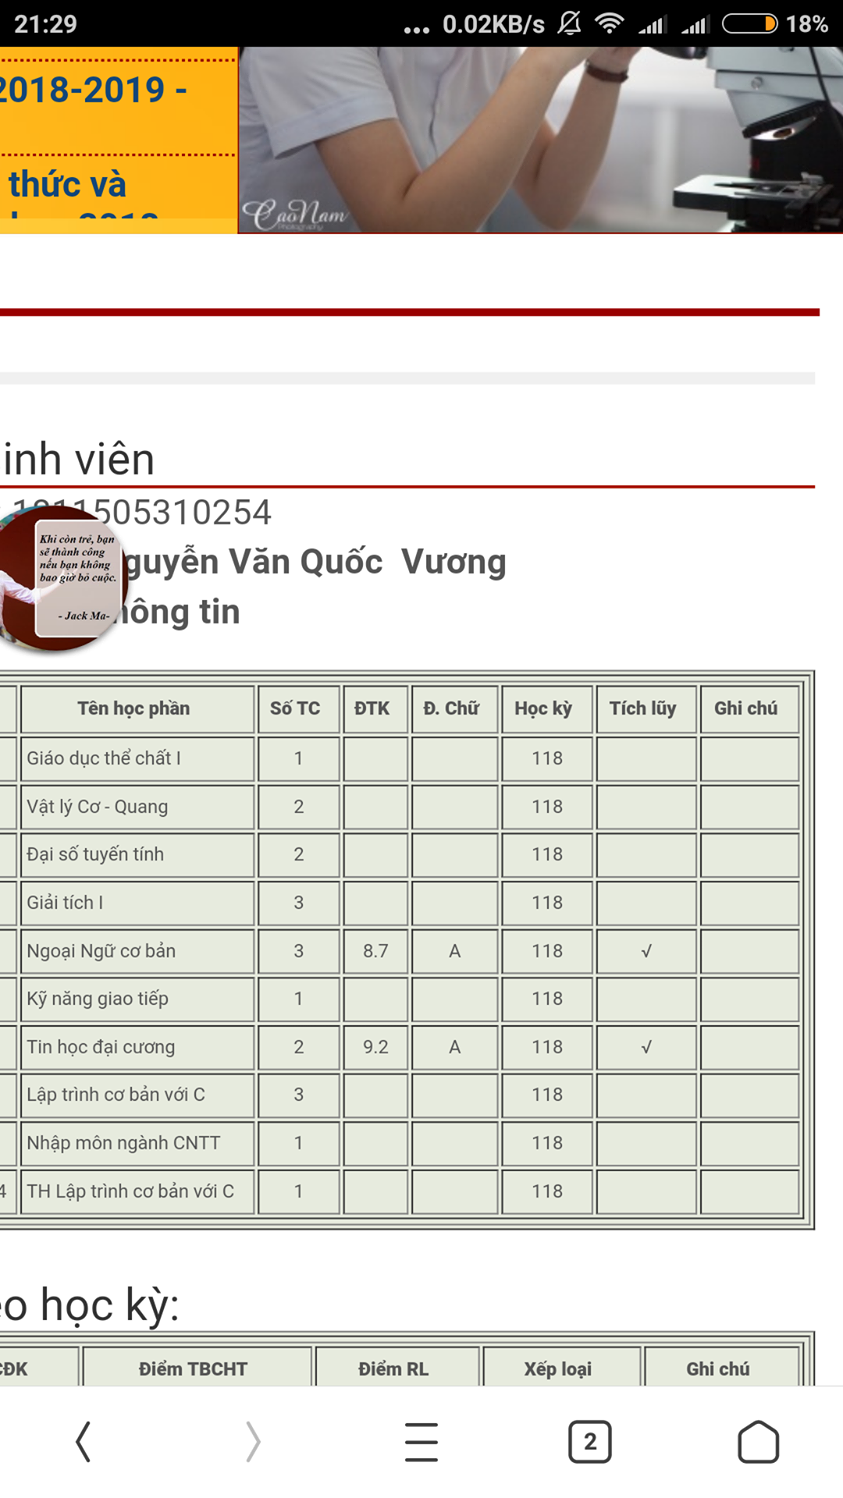 21:29 ... 0.02KB/s 18%
2018-2019 -
thức và
CaoNam
Photography
inh viên
505310254
guyễn Văn Quốc Vương
ông tin
Khi còn trẻ, bạn
sẽ thành công
nếu bạn không
bao giờ bỏ cuộc.
- Jack Ma-
Tên học phần Số TC ĐTK Đ. Chữ Học kỳ Tích lũy Ghi chú
Giáo dục thể chất I 1 118
Vật lý Cơ - Quang 2 118
Đại số tuyến tính 2 118
Giải tích I 3 118
Ngoại Ngữ cơ bản 3 8.7 A 118 √
Kỹ năng giao tiếp 1 118
Tin học đại cương 2 9.2 A 118 √
Lập trình cơ bản với C 3 118
Nhập môn ngành CNTT 1 118
4 TH Lập trình cơ bản với C 1 118
eo học kỳ:
CĐK Điểm TBCHT Điểm RL Xếp loại Ghi chú
2